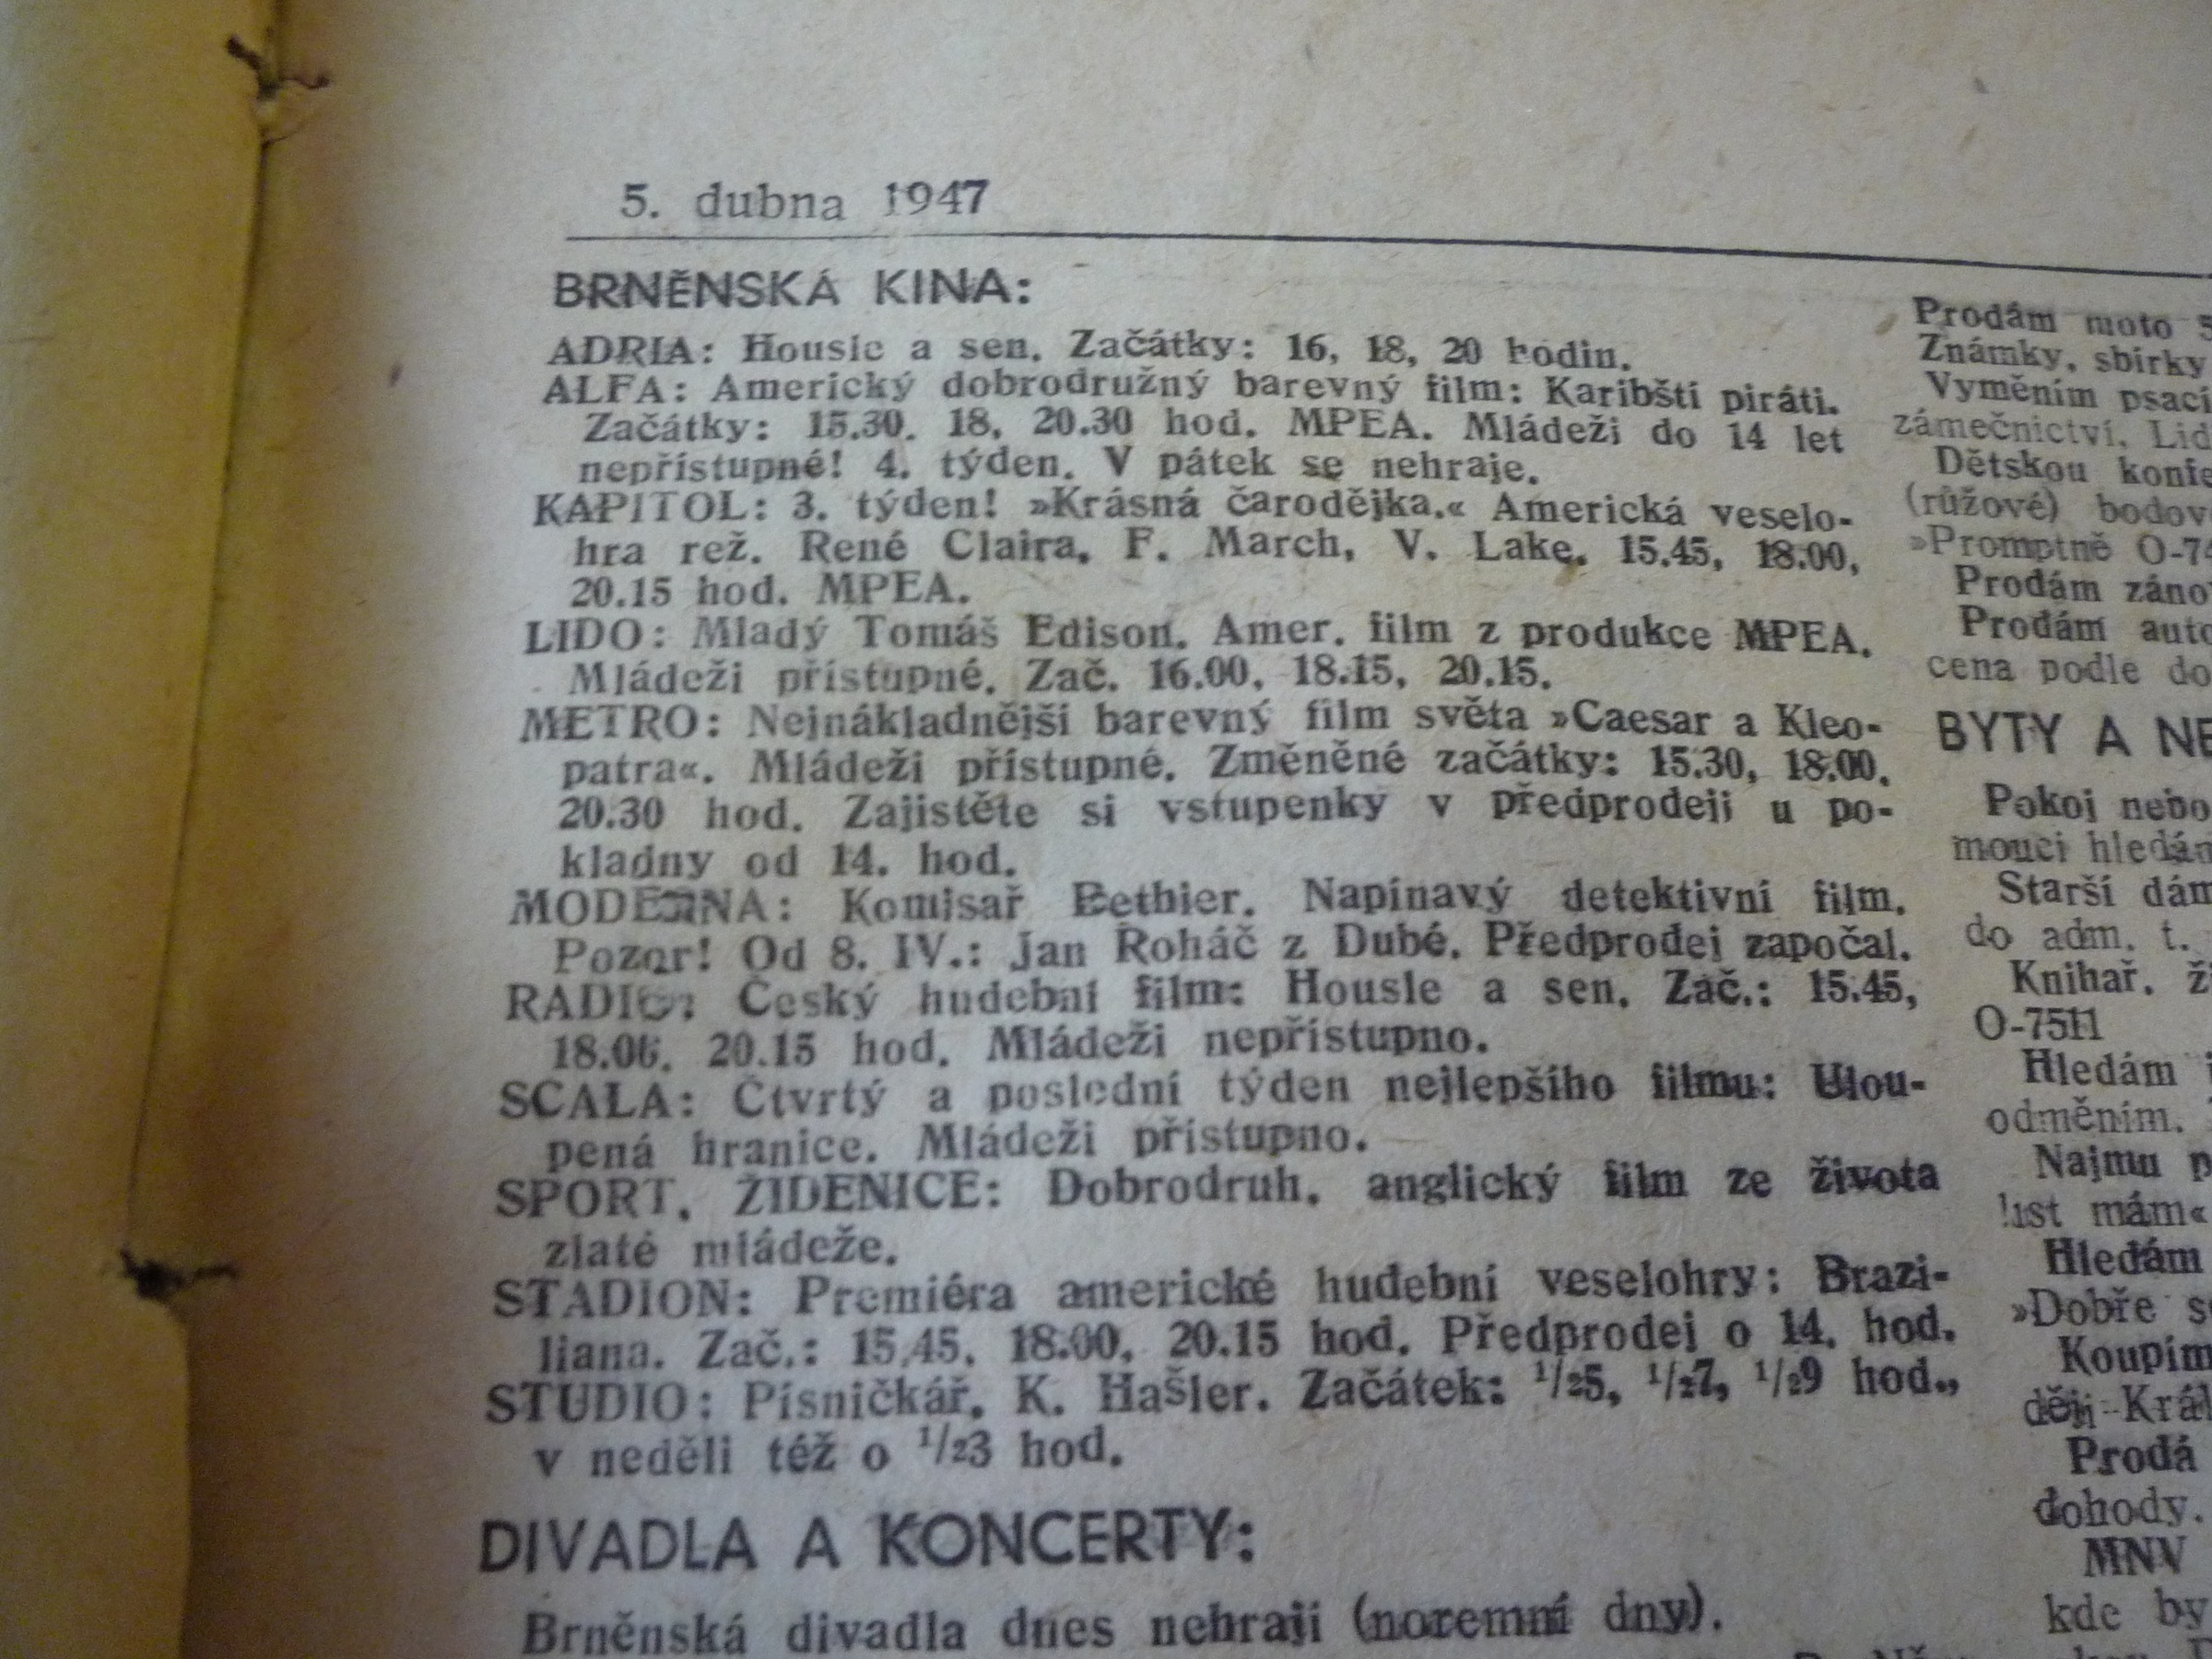 5. dubna 1947
BRNĚNSKÁ KINA:
ADRIA: Housle a sen. Začátky: 16, 18, 20 hodin.
ALFA: Americký dobrodružný barevný film: Karibští piráti.
Začátky: 15.30, 18, 20.30 hod. MPEA. Mládeži do 14 let
nepřístupné! 4. týden. V pátek se nehraje.
KAPITOL: 3. týden! »Krásná čarodějka.« Americká veselo-
hra rež. René Claira, F. March, V. Lake. 15.45, 18.00,
20.15 hod. MPEA.
LIDO: Mladý Tomáš Edison. Amer. film z produkce MPEA.
Mládeži přístupné. Zač. 16.00, 18.15, 20.15.
METRO: Nejnákladnější barevný film světa »Caesar a Kleo-
patra«. Mládeži přístupné. Změněné začátky: 15.30, 18.00,
20.30 hod. Zajistěte si vstupenky v předprodeji u po-
kladny od 14. hod.
MODERNA: Komisař Bethier. Napínavý detektivní film.
Pozor! Od 8. IV.: Jan Roháč z Dubé. Předprodej započal.
RADIO: Český hudební film: Housle a sen. Zač.: 15.45,
18.00, 20.15 hod. Mládeži nepřístupno.
SCALA: Čtvrtý a poslední týden nejlepšího filmu: Ulou-
pená hranice. Mládeži přístupno.
SPORT, ŽIDENICE: Dobrodruh, anglický film ze života
zlaté mládeže.
STADION: Premiéra americké hudební veselohry: Brazi-
liana. Zač.: 15,45, 18.00, 20.15 hod. Předprodej o 14. hod.
STUDIO: Písničkář, K. Hašler. Začátek: 1/25, 1/27, 1/29 hod.,
v neděli též o 1/23 hod.
DIVADLA A KONCERTY:
Brněnská divadla dnes nehrají (noremní dny).
Prodám moto
Známky, sbírky
Vyměním psací
zámečnictví. Lid
Dětskou konfe
(růžové) bodov
»Promptně O-74
Prodám záno
Prodám auto
cena podle do
BYTY A NE
Pokoj nebo
mouci hledám
Starší dám
do adm. t.
Knihař, ž
O-7511
Hledám
odměním.
Najmu p
list mám«
Hledám
»Dobře s
Koupím
ději Král
Prodá
dohody.
MNV
kde by